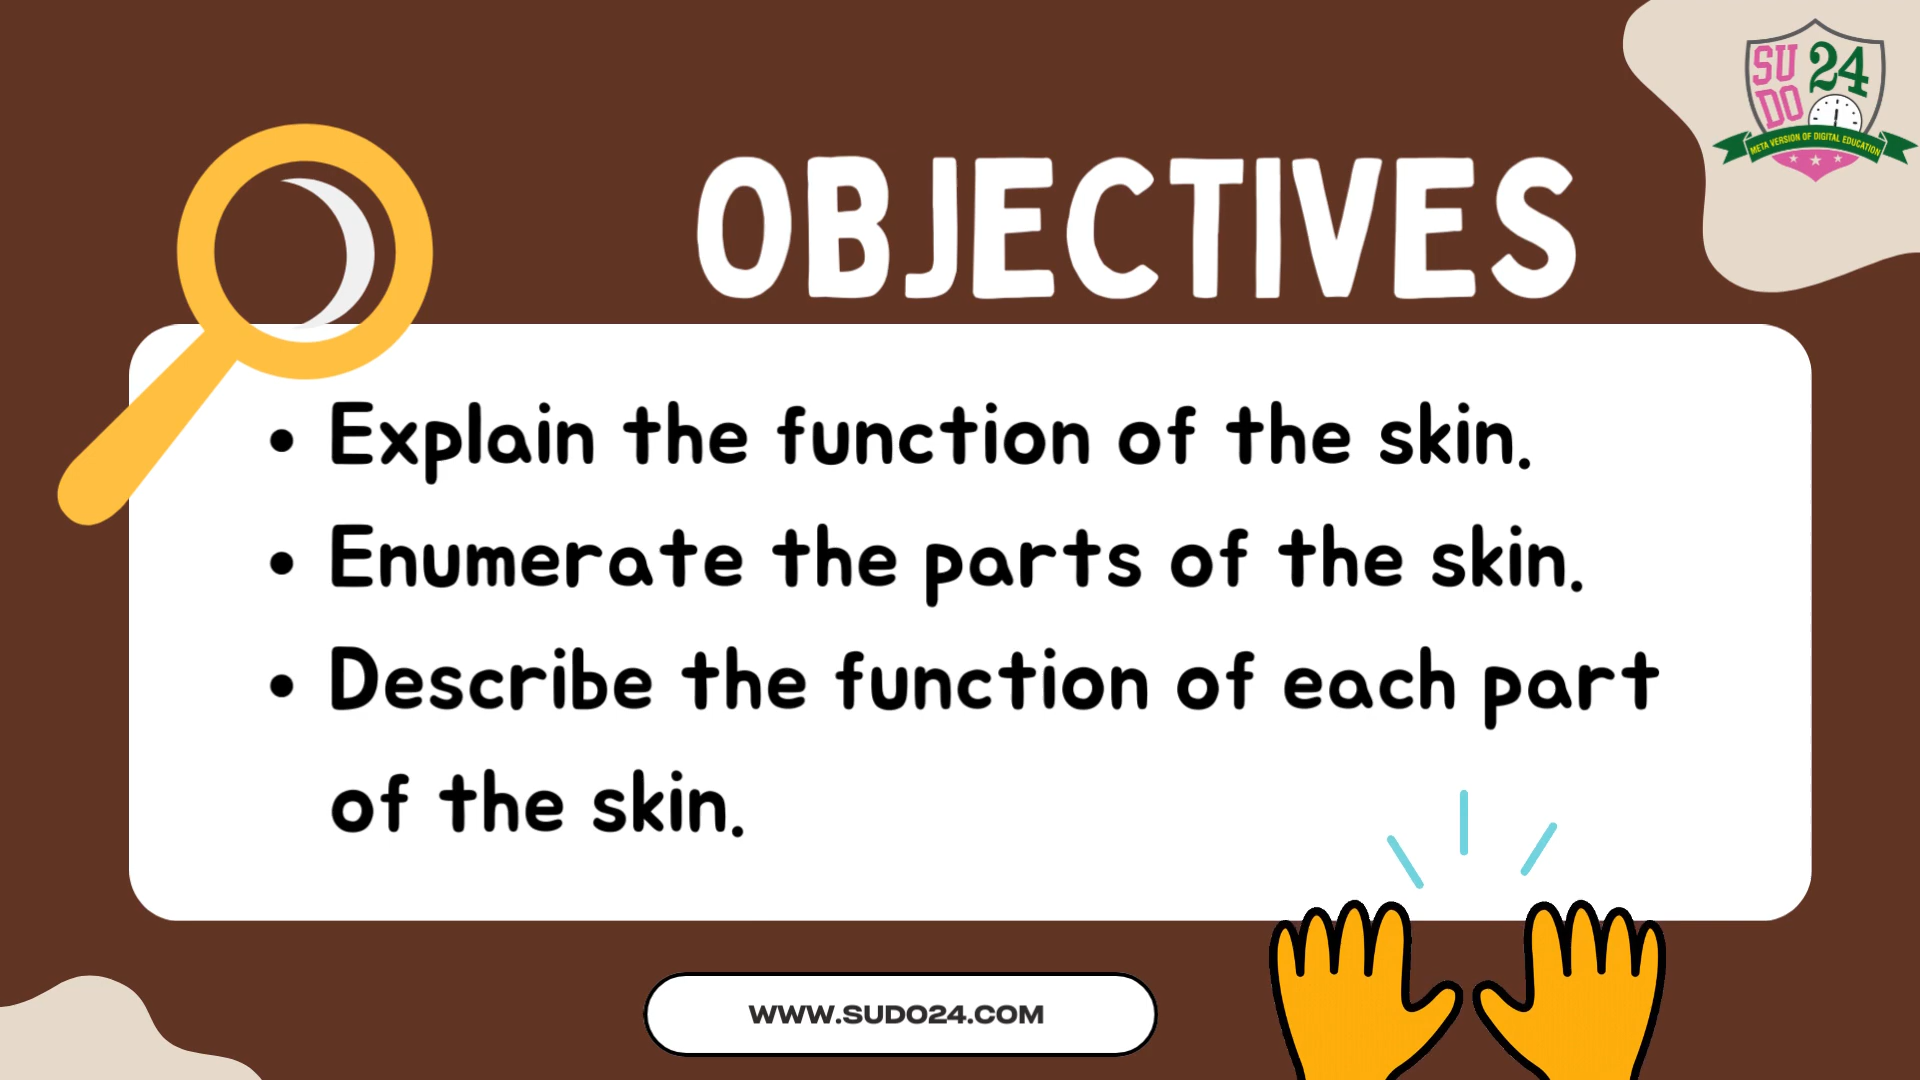 SU 24
DO
META VERSION OF DIGITAL EDUCATION
OBJECTIVES
• Explain the function of the skin.
• Enumerate the parts of the skin.
• Describe the function of each part
of the skin.
WWW.SUDO24.COM